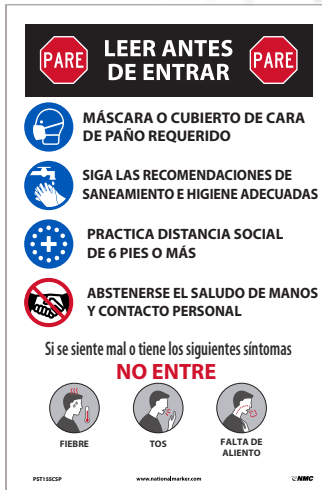 PARE
LEER ANTES
DE ENTRAR
PARE
MÁSCARA O CUBIERTO DE CARA
DE PAÑO REQUERIDO
SIGA LAS RECOMENDACIONES DE
SANEAMIENTO E HIGIENE ADECUADAS
PRACTICA DISTANCIA SOCIAL
DE 6 PIES O MÁS
ABSTENERSE EL SALUDO DE MANOS
Y CONTACTO PERSONAL
Si se siente mal o tiene los siguientes síntomas
NO ENTRE
FIEBRE
TOS
FALTA DE
ALIENTO
PST155CSP
www.nationalmarker.com
NMC